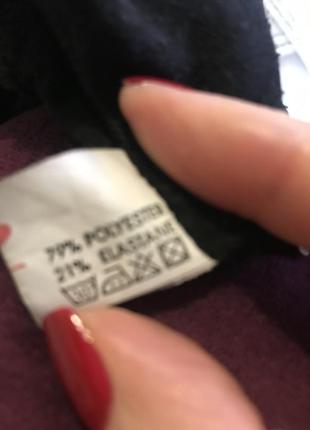 79% POLYESTER
21% ELASTANE